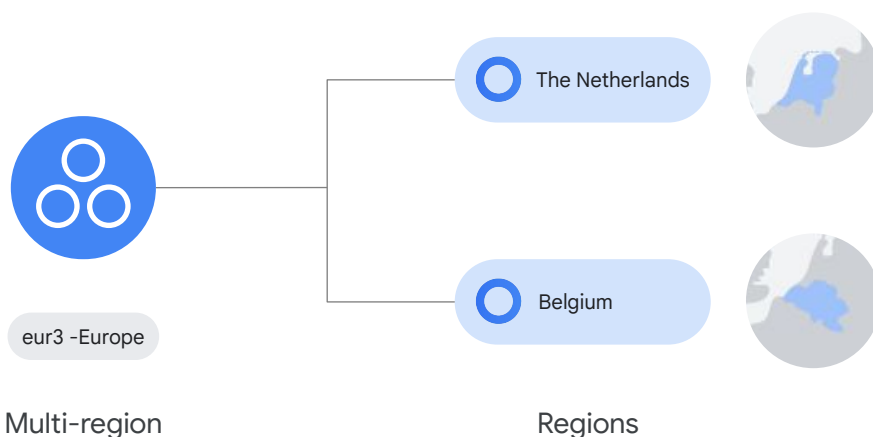 The Netherlands
Belgium
eur3 -Europe
Multi-region
Regions